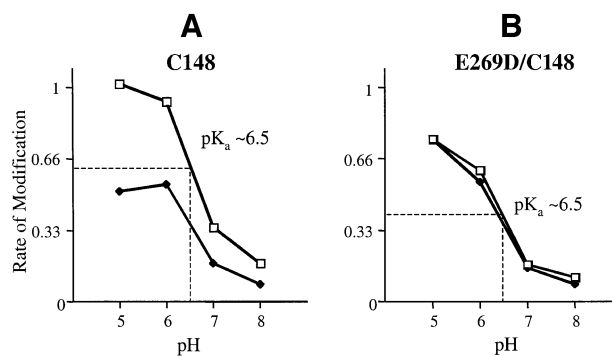 A
C148
1
0.66
0.33
0
Rate of Modification
pKa ~6.5
5 6 7 8
pH
B
E269D/C148
1
0.66
0.33
0
pKa ~6.5
5 6 7 8
pH